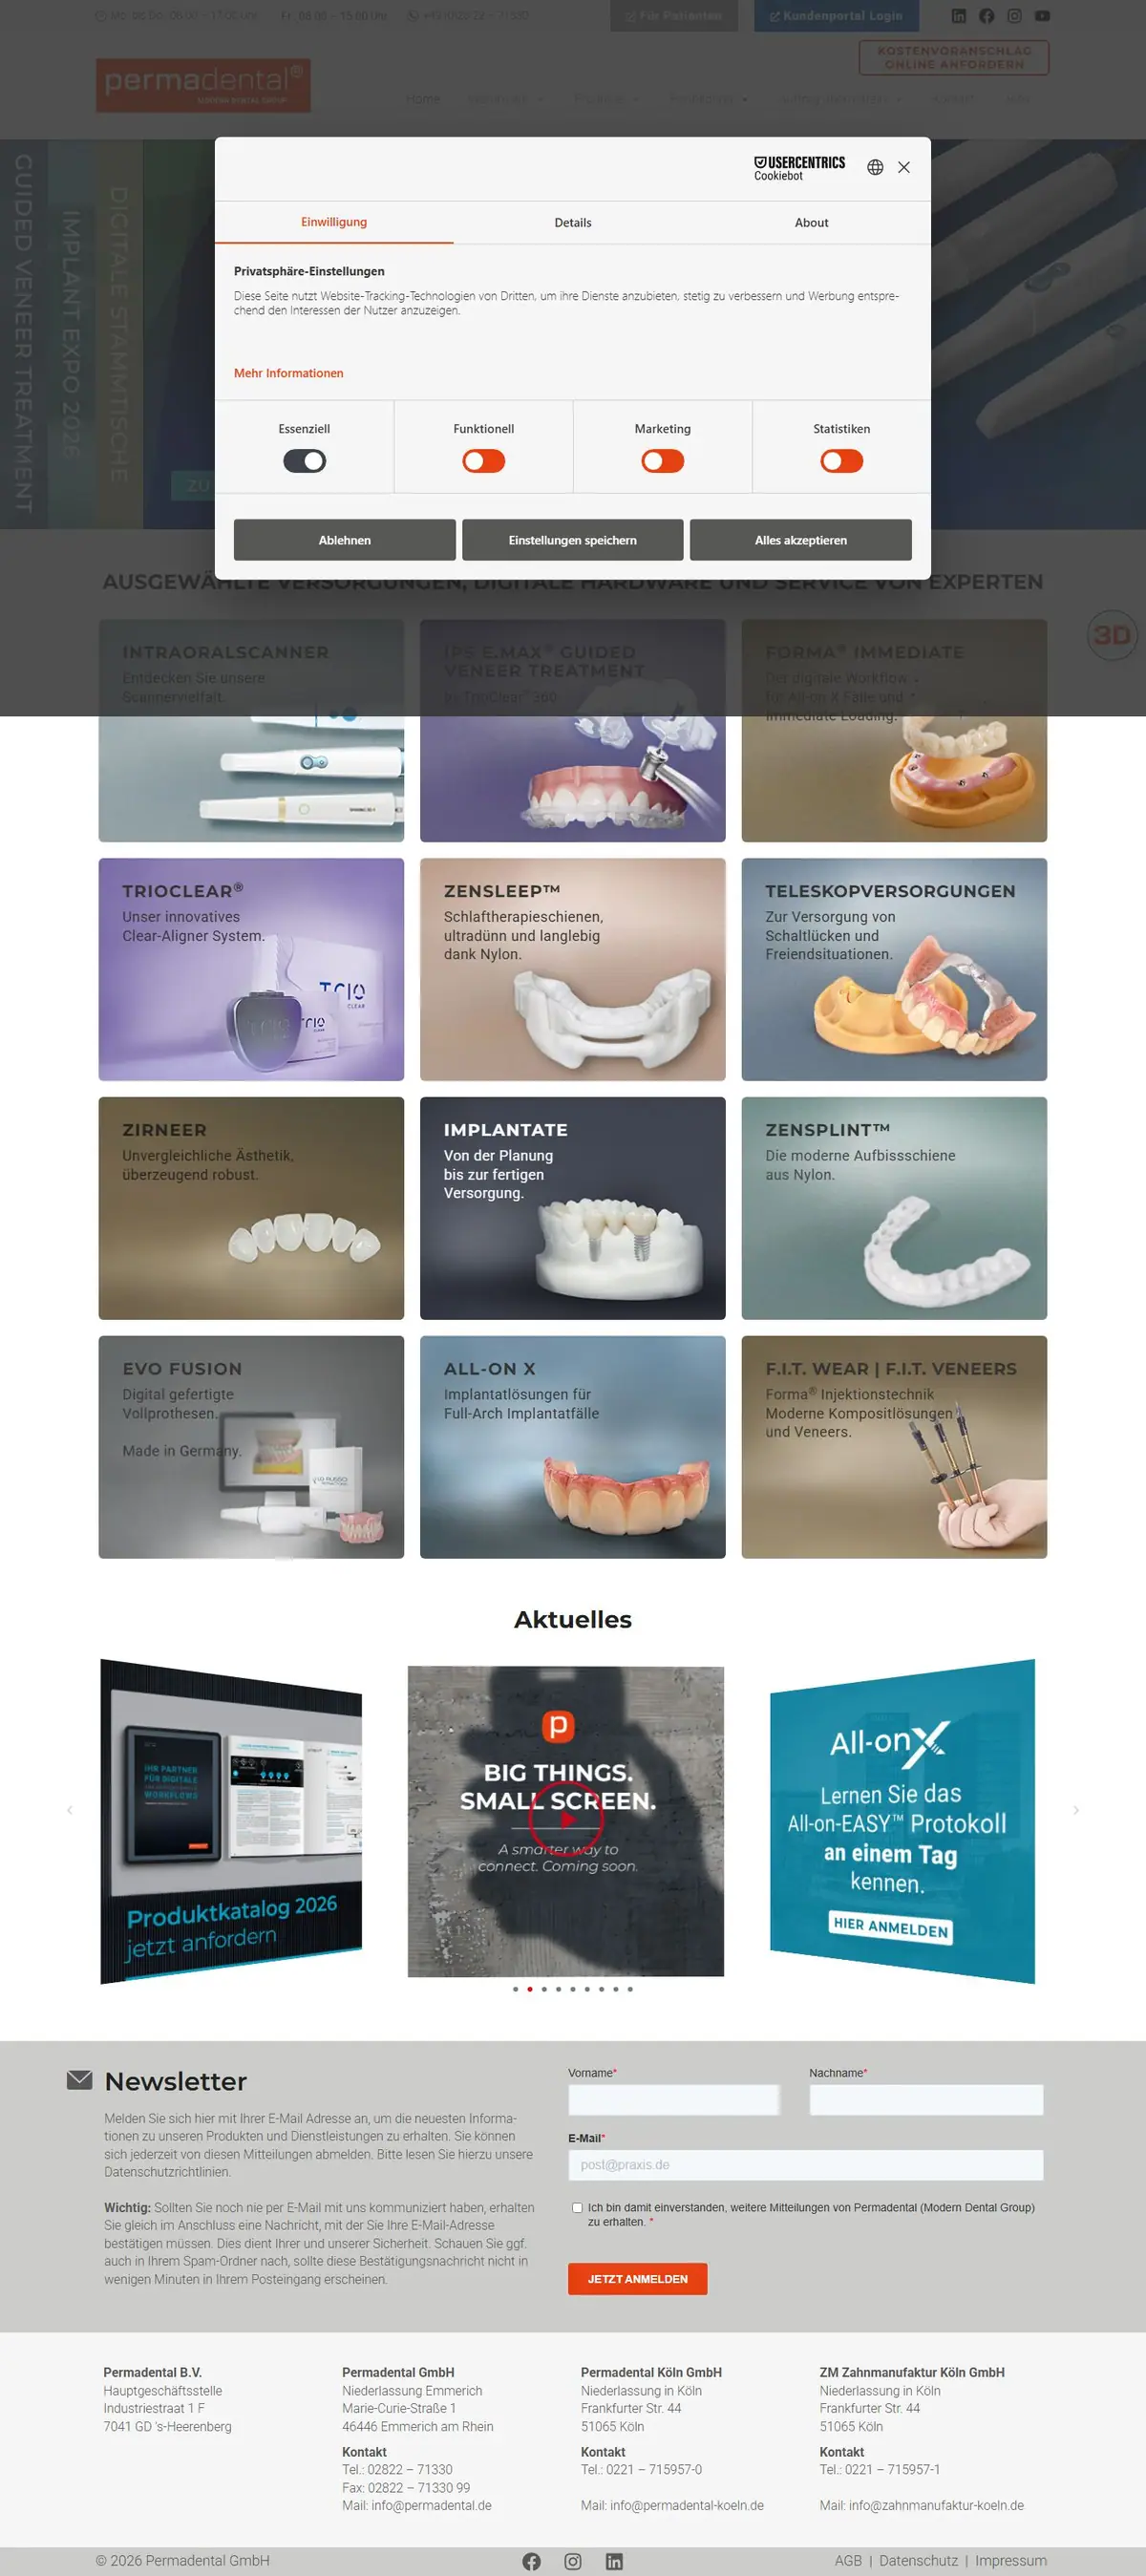 Für Patienten
Kundenportal Login
KOSTENVORANSCHLAG
ONLINE ANFORDERN
permadental®
MODERN DENTAL GROUP
Home
GUIDED VENEER TREATMENT
IMPLANT EXPO 2026
DIGITALE STAMMTISCHE
ZU
USERCENTRICS
Cookiebot
Einwilligung
Details
About
Privatsphäre-Einstellungen
Diese Seite nutzt Website-Tracking-Technologien von Dritten, um ihre Dienste anzubieten, stetig zu verbessern und Werbung entspre-
chend den Interessen der Nutzer anzuzeigen.
Mehr Informationen
Essenziell
Funktionell
Marketing
Statistiken
Ablehnen
Einstellungen speichern
Alles akzeptieren
AUSGEWÄHLTE VERSORGUNGEN, DIGITALE HARDWARE UND SERVICE VON EXPERTEN
3D
INTRAORALSCANNER
Entdecken Sie unsere
Scannervielfalt.
IPS E.MAX® GUIDED
VENEER TREATMENT
by TrioClear® 360
FORMA® IMMEDIATE
Der digitale Workflow
für All-on X Fälle und
Immediate Loading.
TRIOCLEAR®
Unser innovatives
Clear-Aligner System.
TRIO
CLEAR
ZENSLEEP™
Schlaftherapieschienen,
ultradünn und langlebig
dank Nylon.
TELESKOPVERSORGUNGEN
Zur Versorgung von
Schaltlücken und
Freiendsituationen.
ZIRNEER
Unvergleichliche Ästhetik,
überzeugend robust.
IMPLANTATE
Von der Planung
bis zur fertigen
Versorgung.
ZENSPLINT™
Die moderne Aufbissschiene
aus Nylon.
EVO FUSION
Digital gefertigte
Vollprothesen.
Made in Germany.
ALL-ON X
Implantatlösungen für
Full-Arch Implantatfälle
F.I.T. WEAR | F.I.T. VENEERS
Forma® Injektionstechnik
Moderne Kompositlösungen
und Veneers.
Aktuelles
IHR PARTNER
FÜR DIGITALE
WORKFLOWS
Produktkatalog 2026
jetzt anfordern
p
BIG THINGS.
SMALL SCREEN.
A smarter way to
connect. Coming soon.
All-onX
Lernen Sie das
All-on-EASY™ Protokoll
an einem Tag
kennen.
HIER ANMELDEN
Newsletter
Melden Sie sich hier mit Ihrer E-Mail Adresse an, um die neuesten Informa-
tionen zu unseren Produkten und Dienstleistungen zu erhalten. Sie können
sich jederzeit von diesen Mitteilungen abmelden. Bitte lesen Sie hierzu unsere
Datenschutzrichtlinien.
Wichtig: Sollten Sie noch nie per E-Mail mit uns kommuniziert haben, erhalten
Sie gleich im Anschluss eine Nachricht, mit der Sie Ihre E-Mail-Adresse
bestätigen müssen. Dies dient Ihrer und unserer Sicherheit. Schauen Sie ggf.
auch in Ihrem Spam-Ordner nach, sollte diese Bestätigungsnachricht nicht in
wenigen Minuten in Ihrem Posteingang erscheinen.
Vorname*
Nachname*
E-Mail*
post@praxis.de
Ich bin damit einverstanden, weitere Mitteilungen von Permadental (Modern Dental Group)
zu erhalten. *
JETZT ANMELDEN
Permadental B.V.
Hauptgeschäftsstelle
Industriestraat 1 F
7041 GD 's-Heerenberg
Permadental GmbH
Niederlassung Emmerich
Marie-Curie-Straße 1
46446 Emmerich am Rhein
Kontakt
Tel.: 02822 – 71330
Fax: 02822 – 71330 99
Mail: info@permadental.de
Permadental Köln GmbH
Niederlassung in Köln
Frankfurter Str. 44
51065 Köln
Kontakt
Tel.: 0221 – 715957-0
Mail: info@permadental-koeln.de
ZM Zahnmanufaktur Köln GmbH
Niederlassung in Köln
Frankfurter Str. 44
51065 Köln
Kontakt
Tel.: 0221 – 715957-1
Mail: info@zahnmanufaktur-koeln.de
© 2026 Permadental GmbH
AGB | Datenschutz | Impressum